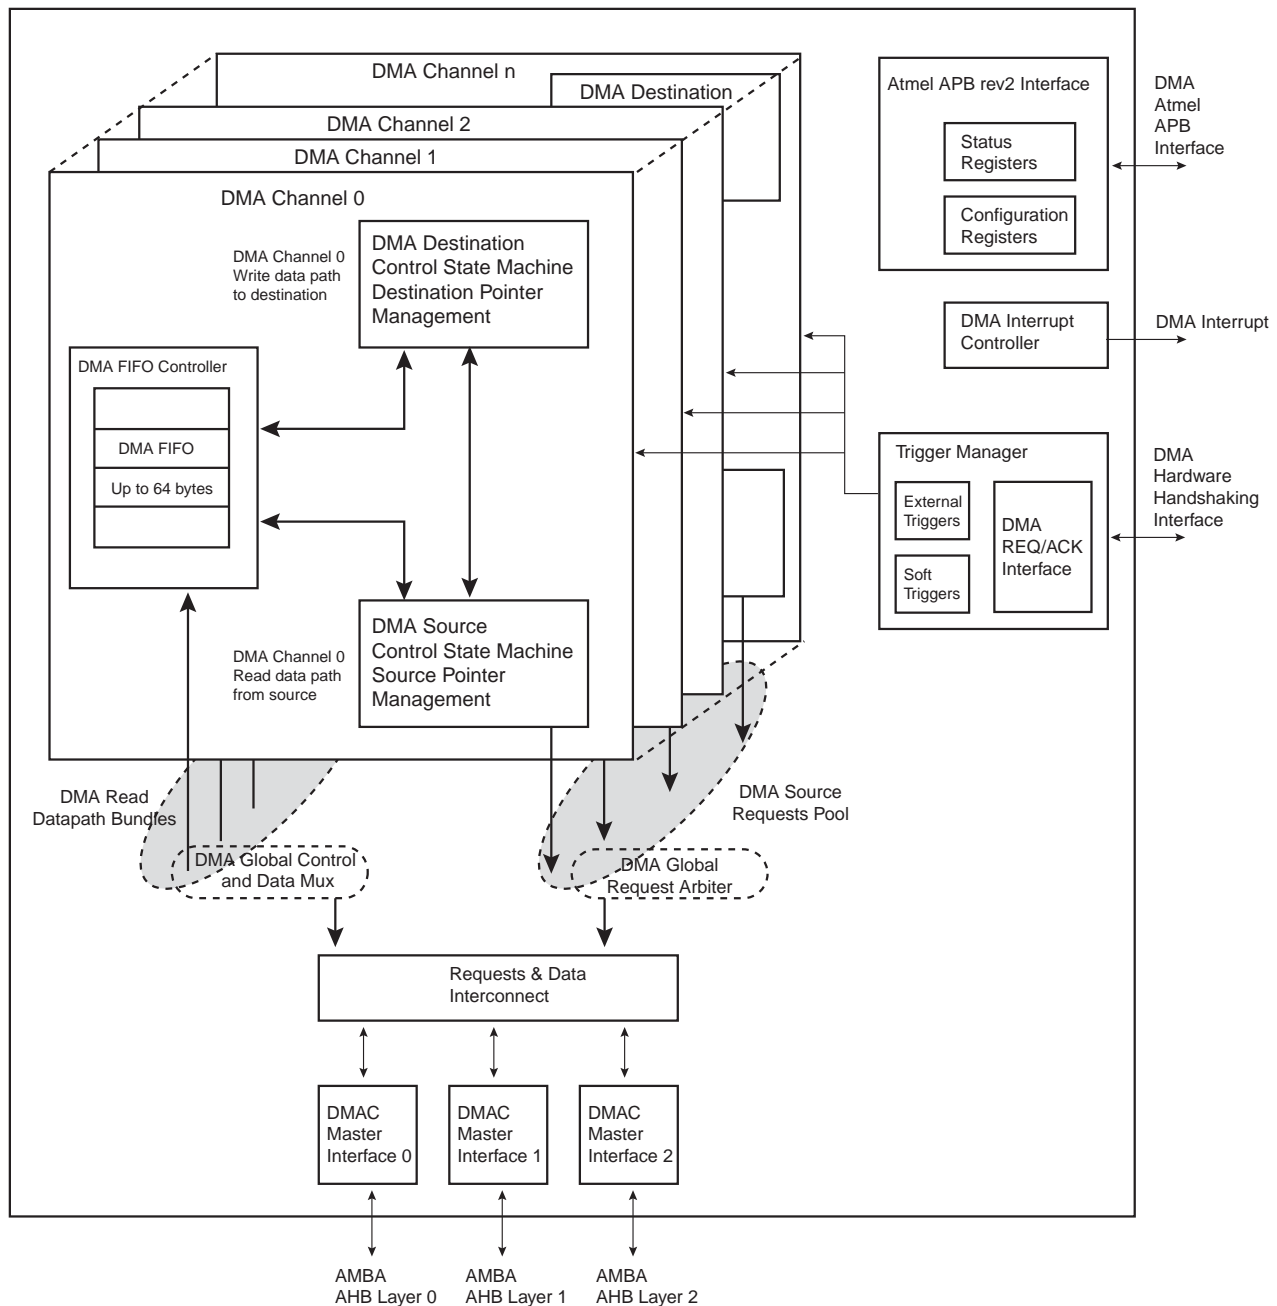 DMA Channel n
DMA Destination
DMA Channel 2
DMA Channel 1
DMA Channel 0
DMA Channel 0
Write data path
to destination
DMA Destination
Control State Machine
Destination Pointer
Management
DMA FIFO Controller
DMA FIFO
Up to 64 bytes
DMA Channel 0
Read data path
from source
DMA Source
Control State Machine
Source Pointer
Management
Atmel APB rev2 Interface
Status
Registers
Configuration
Registers
DMA
Atmel
APB
Interface
DMA Interrupt
Controller
DMA Interrupt
Trigger Manager
External
Triggers
Soft
Triggers
DMA
REQ/ACK
Interface
DMA
Hardware
Handshaking
Interface
DMA Read
Datapath Bundles
DMA Source
Requests Pool
DMA Global Control
and Data Mux
DMA Global
Request Arbiter
Requests & Data
Interconnect
DMAC
Master
Interface 0
DMAC
Master
Interface 1
DMAC
Master
Interface 2
AMBA
AHB Layer 0
AMBA
AHB Layer 1
AMBA
AHB Layer 2